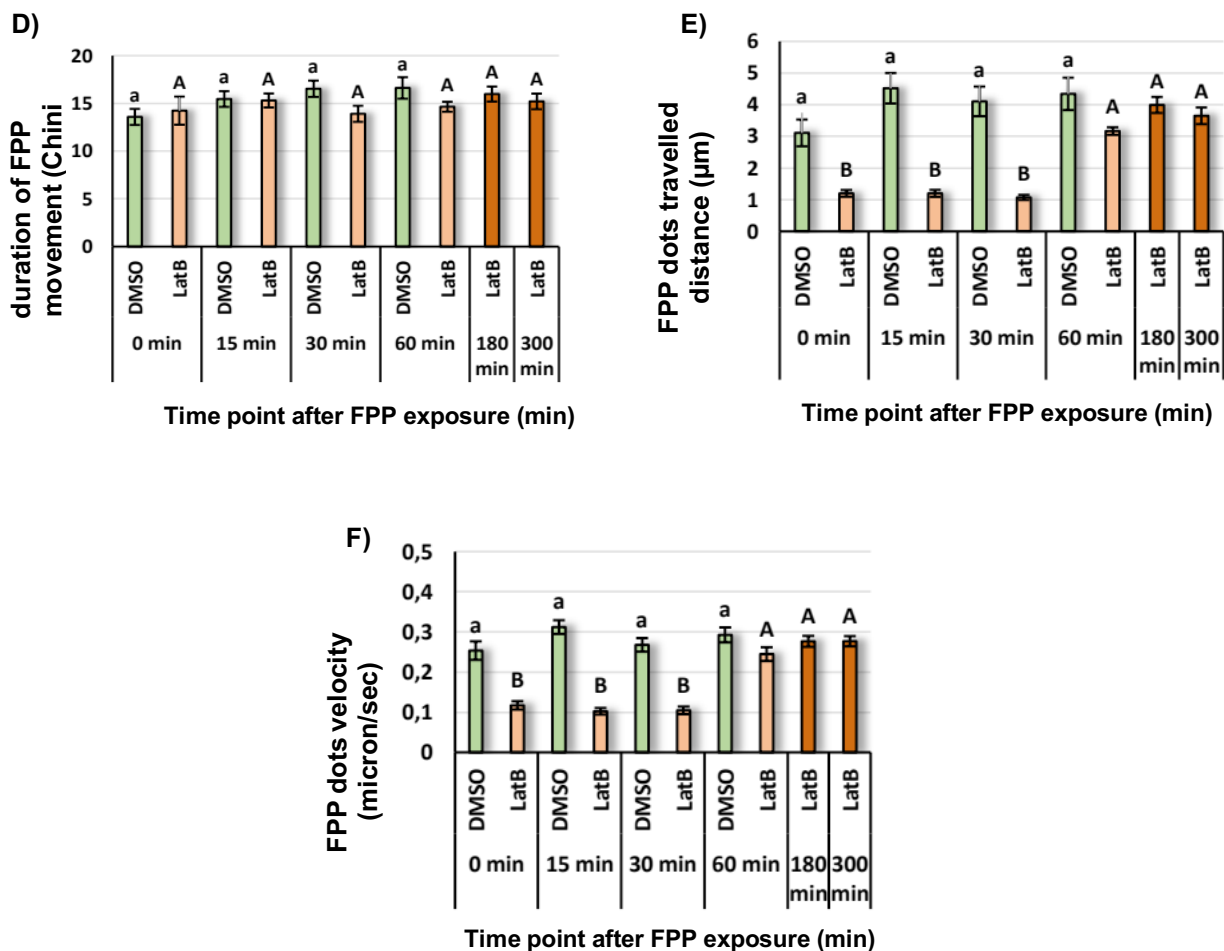 D)
duration of FPP
movement (Chini
20
15
10
5
0
a A a A a A a A A A
DMSO LatB DMSO LatB DMSO LatB DMSO LatB LatB LatB
0 min 15 min 30 min 60 min 180 min 300 min
Time point after FPP exposure (min)
E)
FPP dots travelled
distance (µm)
6
5
4
3
2
1
0
a B a B a B a A A A
DMSO LatB DMSO LatB DMSO LatB DMSO LatB LatB LatB
0 min 15 min 30 min 60 min 180 min 300 min
Time point after FPP exposure (min)
F)
FPP dots velocity
(micron/sec)
0,5
0,4
0,3
0,2
0,1
0
a B a B a B a A A A
DMSO LatB DMSO LatB DMSO LatB DMSO LatB LatB LatB
0 min 15 min 30 min 60 min 180 min 300 min
Time point after FPP exposure (min)